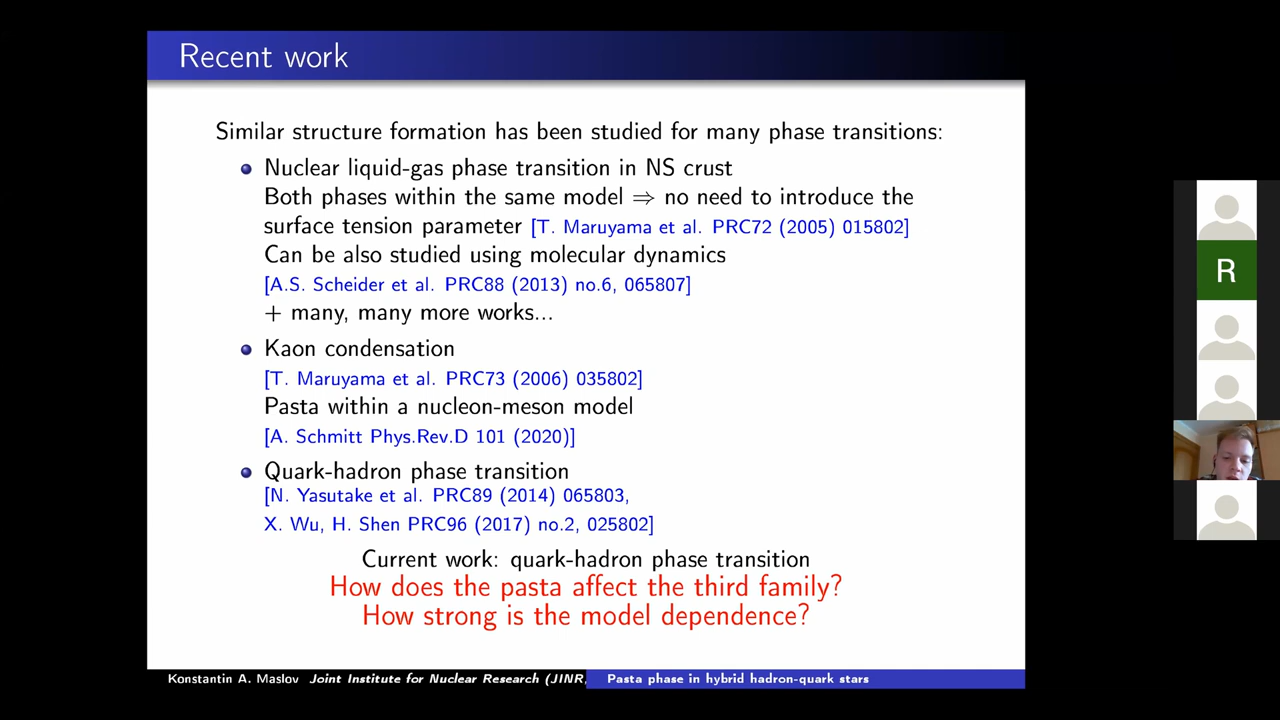 Recent work
Similar structure formation has been studied for many phase transitions:
Nuclear liquid-gas phase transition in NS crust
Both phases within the same model ⇒ no need to introduce the
surface tension parameter [T. Maruyama et al. PRC72 (2005) 015802]
Can be also studied using molecular dynamics
[A.S. Scheider et al. PRC88 (2013) no.6, 065807]
+ many, many more works...
Kaon condensation
[T. Maruyama et al. PRC73 (2006) 035802]
Pasta within a nucleon-meson model
[A. Schmitt Phys.Rev.D 101 (2020)]
Quark-hadron phase transition
[N. Yasutake et al. PRC89 (2014) 065803,
X. Wu, H. Shen PRC96 (2017) no.2, 025802]
Current work: quark-hadron phase transition
How does the pasta affect the third family?
How strong is the model dependence?
Konstantin A. Maslov Joint Institute for Nuclear Research (JINR, Pasta phase in hybrid hadron-quark stars
R